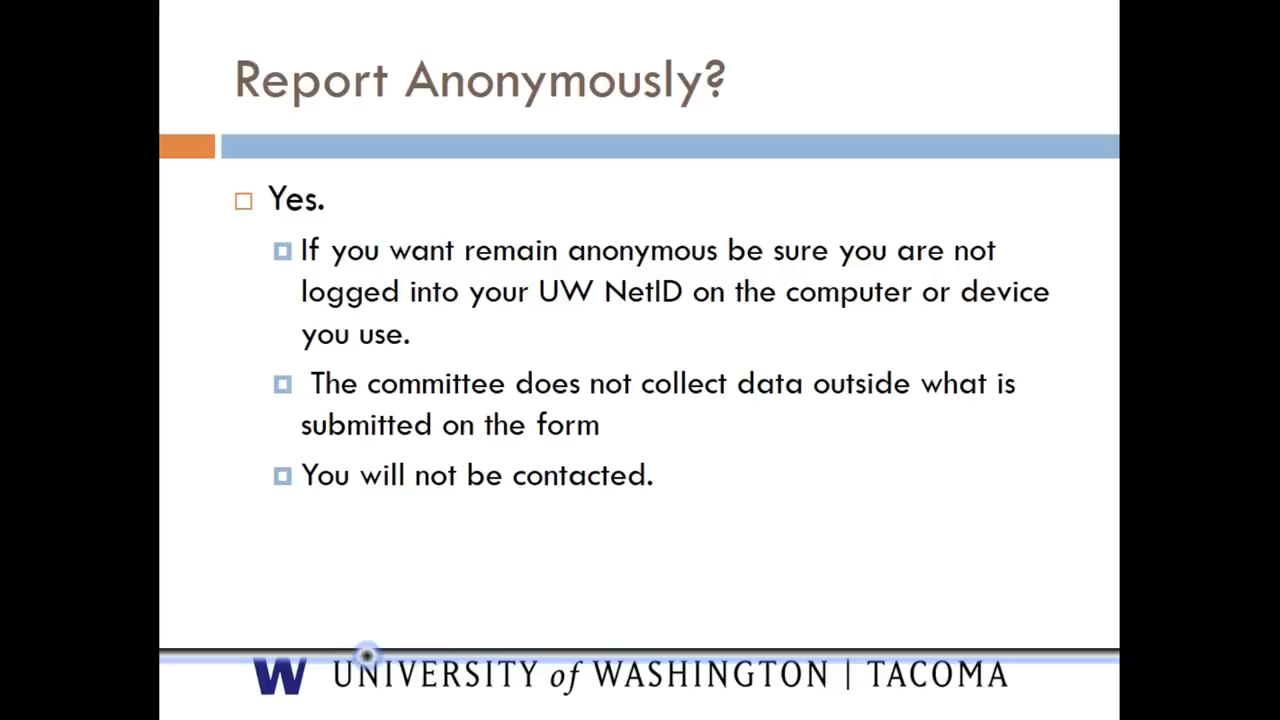 Report Anonymously?
Yes.
If you want remain anonymous be sure you are not
logged into your UW NetID on the computer or device
you use.
The committee does not collect data outside what is
submitted on the form
You will not be contacted.
W UNIVERSITY of WASHINGTON | TACOMA